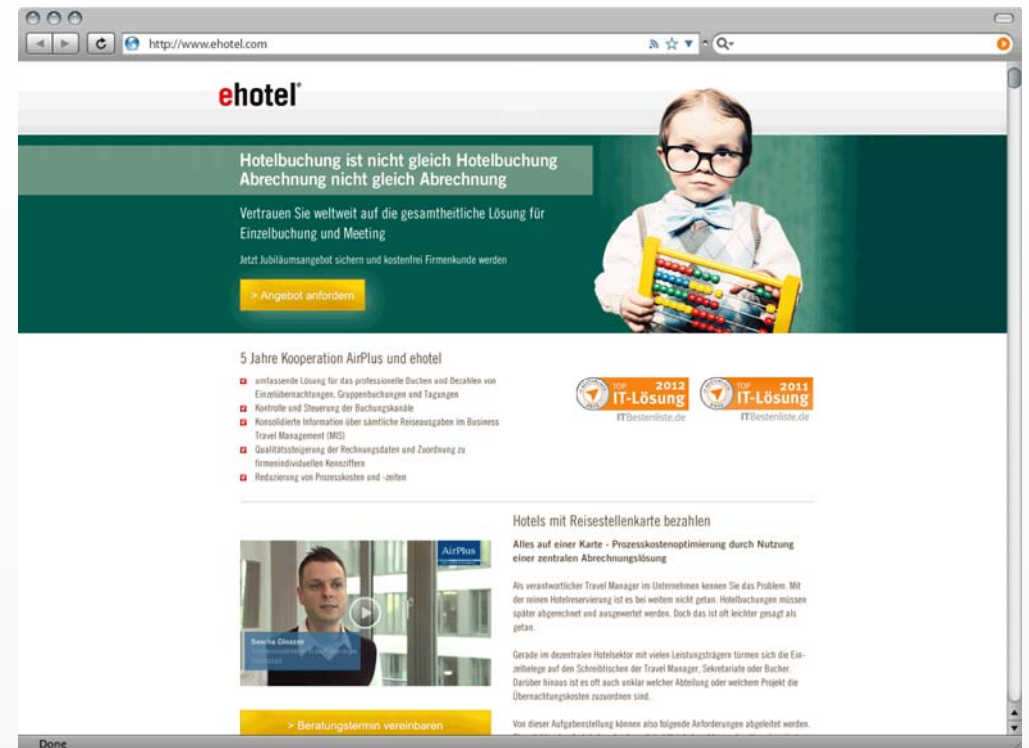 http://www.ehotel.com
ehotel®
Hotelbuchung ist nicht gleich Hotelbuchung
Abrechnung nicht gleich Abrechnung
Vertrauen Sie weltweit auf die gesamtheitliche Lösung für
Einzelbuchung und Meeting
Jetzt Jubiläumsangebot sichern und kostenfrei Firmenkunde werden
> Angebot anfordern
5 Jahre Kooperation AirPlus und ehotel
umfassende Lösung für das professionelle Buchen und Bezahlen von
Einzelübernachtungen, Gruppenbuchungen und Tagungen
Kontrolle und Steuerung der Buchungskanäle
Konsolidierte Information über sämtliche Reiseausgaben im Business
Travel Management (MIS)
Qualitätssteigerung der Rechnungsdaten und Zuordnung zu
firmenindividuellen Kennziffern
Reduzierung von Prozesskosten und -zeiten
TOP 2012
IT-Lösung
ITBestenliste.de
TOP 2011
IT-Lösung
ITBestenliste.de
AirPlus
Sascha
> Beratungstermin vereinbaren
Hotels mit Reisestellenkarte bezahlen
Alles auf einer Karte - Prozesskostenoptimierung durch Nutzung
einer zentralen Abrechnungslösung
Als verantwortlicher Travel Manager im Unternehmen kennen Sie das Problem. Mit
der reinen Hotelreservierung ist es bei weitem nicht getan. Hotelbuchungen müssen
später abgerechnet und ausgewertet werden. Doch das ist oft leichter gesagt als
getan.
Gerade im dezentralen Hotelsektor mit vielen Leistungsträgern türmen sich die Ein-
zelbelege auf den Schreibtischen der Travel Manager, Sekretariate oder Bucher.
Darüber hinaus ist es oft auch unklar welcher Abteilung oder welchem Projekt die
Übernachtungskosten zuzuordnen sind.
Von dieser Aufgabenstellung können also folgende Anforderungen abgeleitet werden.
Done